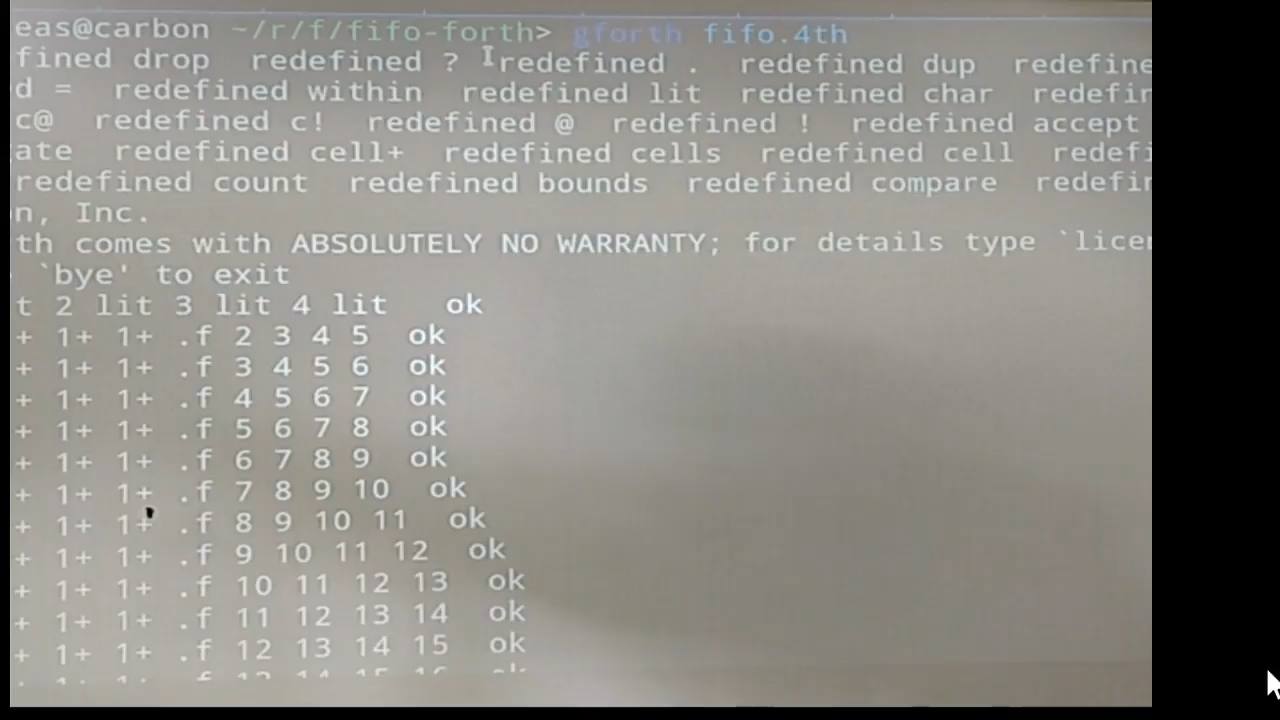 eas@carbon ~/r/f/fifo-forth> gforth fifo.4th
fined drop  redefined ?  redefined .  redefined dup  redefine
d =  redefined within  redefined lit  redefined char  redefin
c@  redefined c!  redefined @  redefined !  redefined accept
ate  redefined cell+  redefined cells  redefined cell  redefi
redefined count  redefined bounds  redefined compare  redefin
n, Inc.
th comes with ABSOLUTELY NO WARRANTY; for details type `licen
`bye' to exit
t 2 lit 3 lit 4 lit   ok
+ 1+ 1+ .f 2 3 4 5  ok
+ 1+ 1+ .f 3 4 5 6  ok
+ 1+ 1+ .f 4 5 6 7  ok
+ 1+ 1+ .f 5 6 7 8  ok
+ 1+ 1+ .f 6 7 8 9  ok
+ 1+ 1+ .f 7 8 9 10  ok
+ 1+ 1+ .f 8 9 10 11  ok
+ 1+ 1+ .f 9 10 11 12  ok
+ 1+ 1+ .f 10 11 12 13  ok
+ 1+ 1+ .f 11 12 13 14  ok
+ 1+ 1+ .f 12 13 14 15  ok